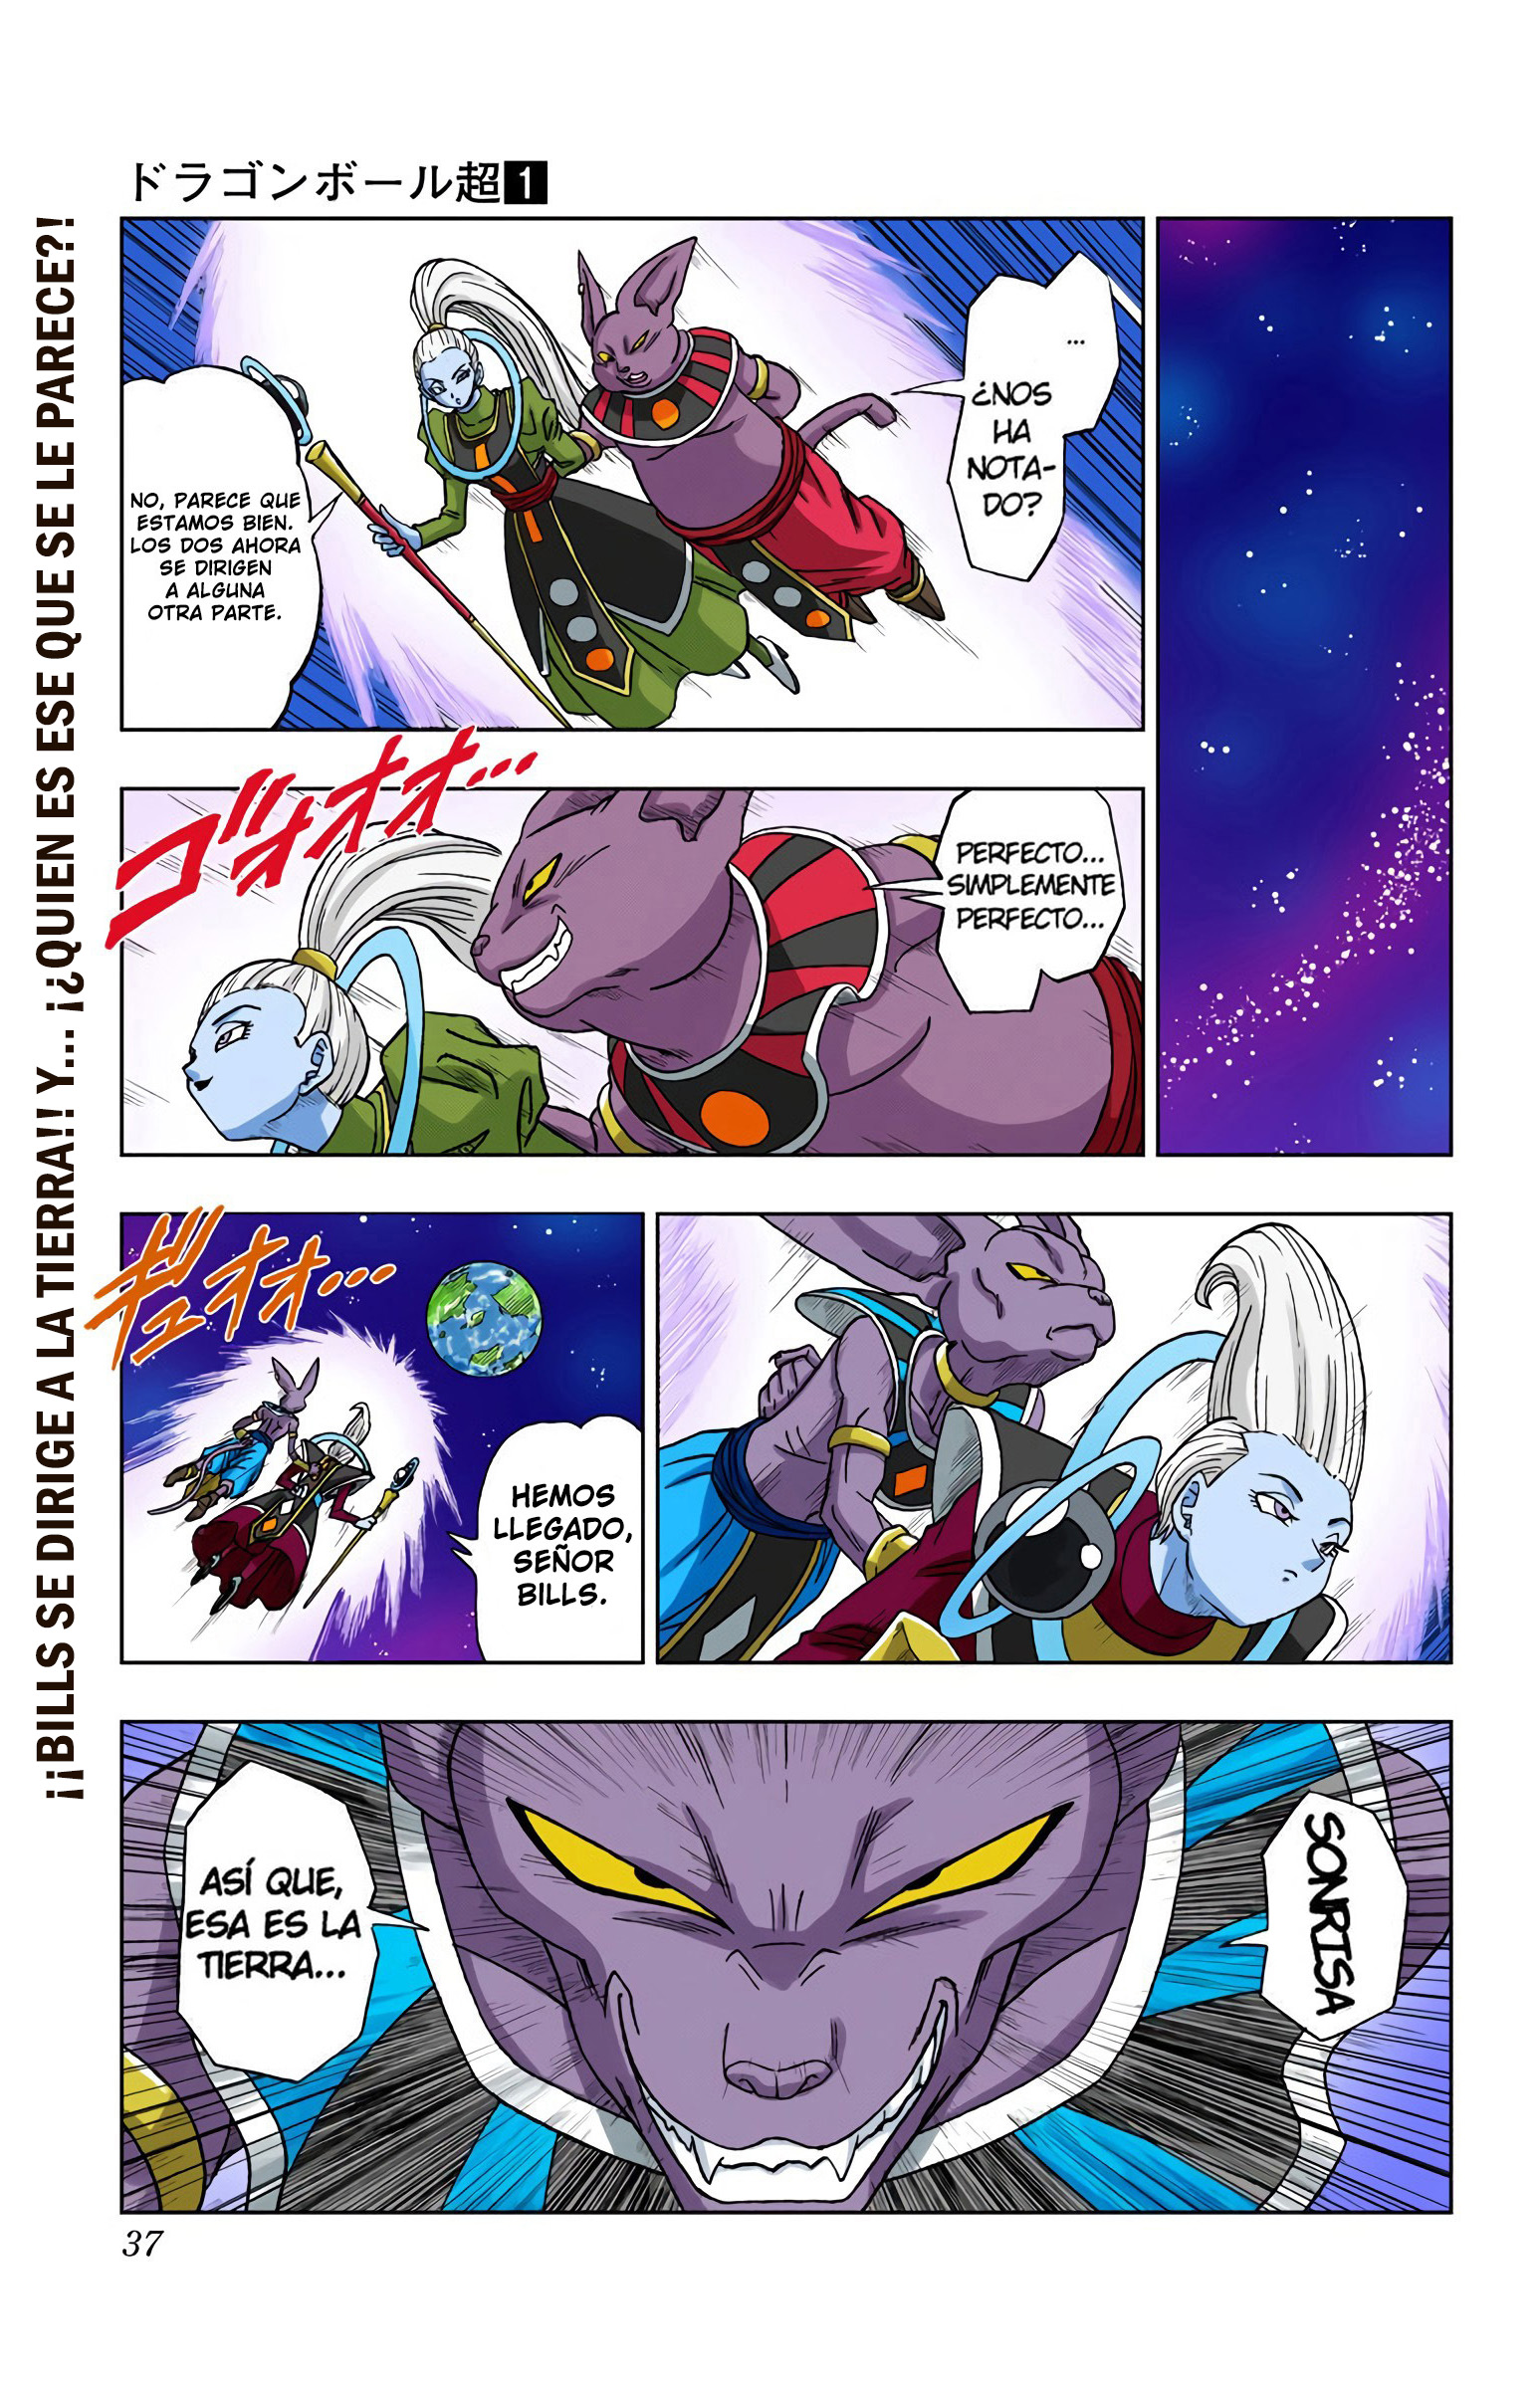 ドラゴンボール超1
...
¿NOS
HA
NOTA-
DO?
NO, PARECE QUE
ESTAMOS BIEN.
LOS DOS AHORA
SE DIRIGEN
A ALGUNA
OTRA PARTE.
ゴォオオ…
PERFECTO...
SIMPLEMENTE
PERFECTO...
ギュオオ…
HEMOS
LLEGADO,
SEÑOR
BILLS.
SONRISA
ASÍ QUE,
ESA ES LA
TIERRA...
¡¡BILLS SE DIRIGE A LA TIERRA!! Y... ¡¿QUIEN ES ESE QUE SE LE PARECE?!
37